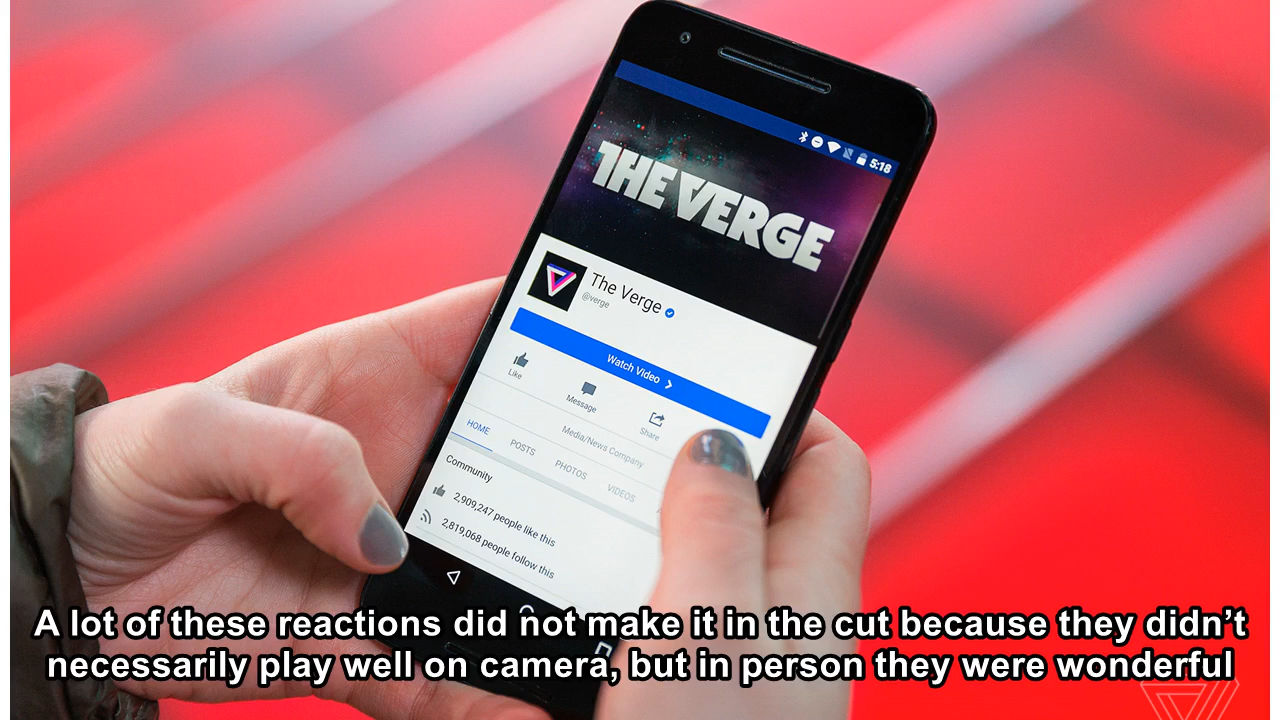 5:18
THE VERGE
The Verge
@verge
Watch Video
Like
Message
Share
Media/News Company
HOME POSTS PHOTOS VIDEOS
Community
2,909,247 people like this
2,819,068 people follow this
A lot of these reactions did not make it in the cut because they didn’t
necessarily play well on camera, but in person they were wonderful